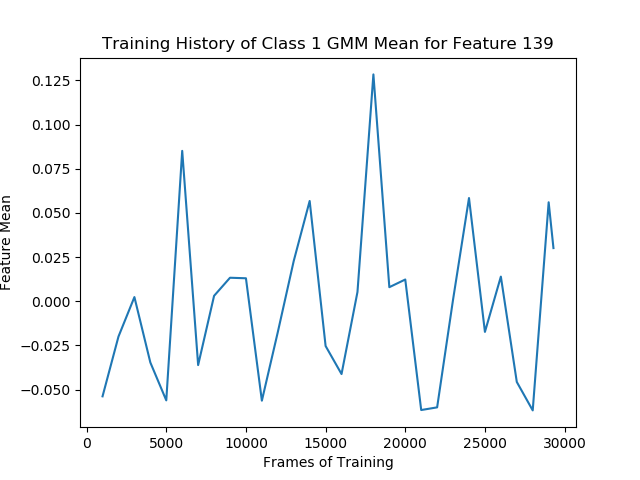 Training History of Class 1 GMM Mean for Feature 139
0.125
0.100
0.075
0.050
0.025
0.000
−0.025
−0.050
Feature Mean
0 5000 10000 15000 20000 25000 30000
Frames of Training